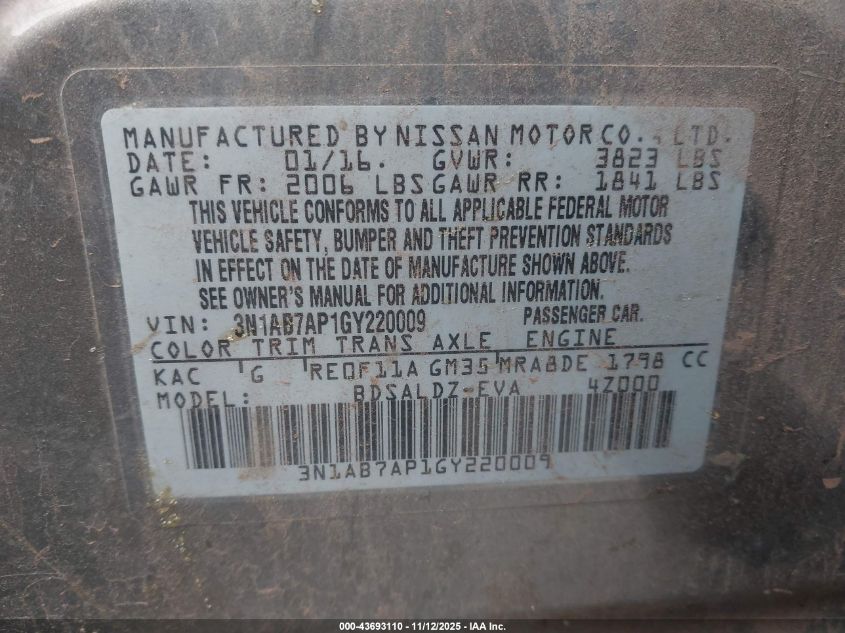 MANUFACTURED BY NISSAN MOTOR CO., LTD.
DATE: 01/16. GVWR: 3823 LBS
GAWR FR: 2006 LBS GAWR RR: 1841 LBS
THIS VEHICLE CONFORMS TO ALL APPLICABLE FEDERAL MOTOR
VEHICLE SAFETY, BUMPER AND THEFT PREVENTION STANDARDS
IN EFFECT ON THE DATE OF MANUFACTURE SHOWN ABOVE.
SEE OWNER'S MANUAL FOR ADDITIONAL INFORMATION.
VIN: 3N1AB7AP1GY220009 PASSENGER CAR.
COLOR TRIM TRANS AXLE ENGINE
KAC G RE0F11A GM35 MRA8DE 1798 CC
MODEL: BDSALDZ-EVA 4Z000
3N1AB7AP1GY220009
000-43693110 - 11/12/2025 - IAA Inc.